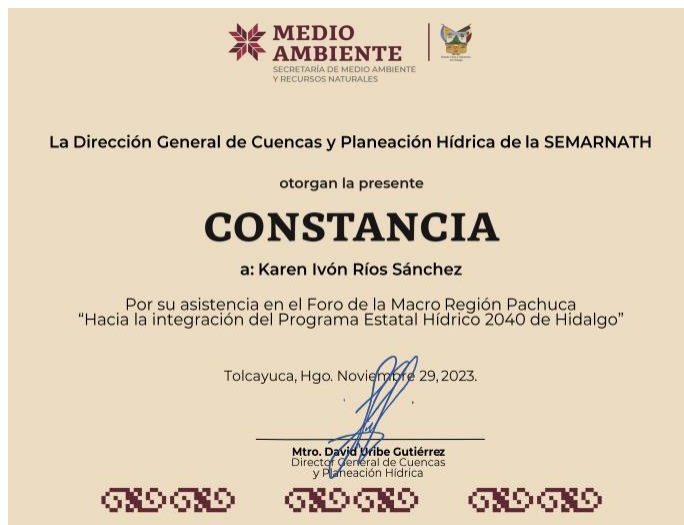 MEDIO
AMBIENTE
SECRETARÍA DE MEDIO AMBIENTE
Y RECURSOS NATURALES
La Dirección General de Cuencas y Planeación Hídrica de la SEMARNATH
otorgan la presente
CONSTANCIA
a: Karen Ivón Ríos Sánchez
Por su asistencia en el Foro de la Macro Región Pachuca
“Hacia la integración del Programa Estatal Hídrico 2040 de Hidalgo”
Tolcayuca, Hgo. Noviembre 29, 2023.
Mtro. David Uribe Gutiérrez
Director General de Cuencas
y Planeación Hídrica